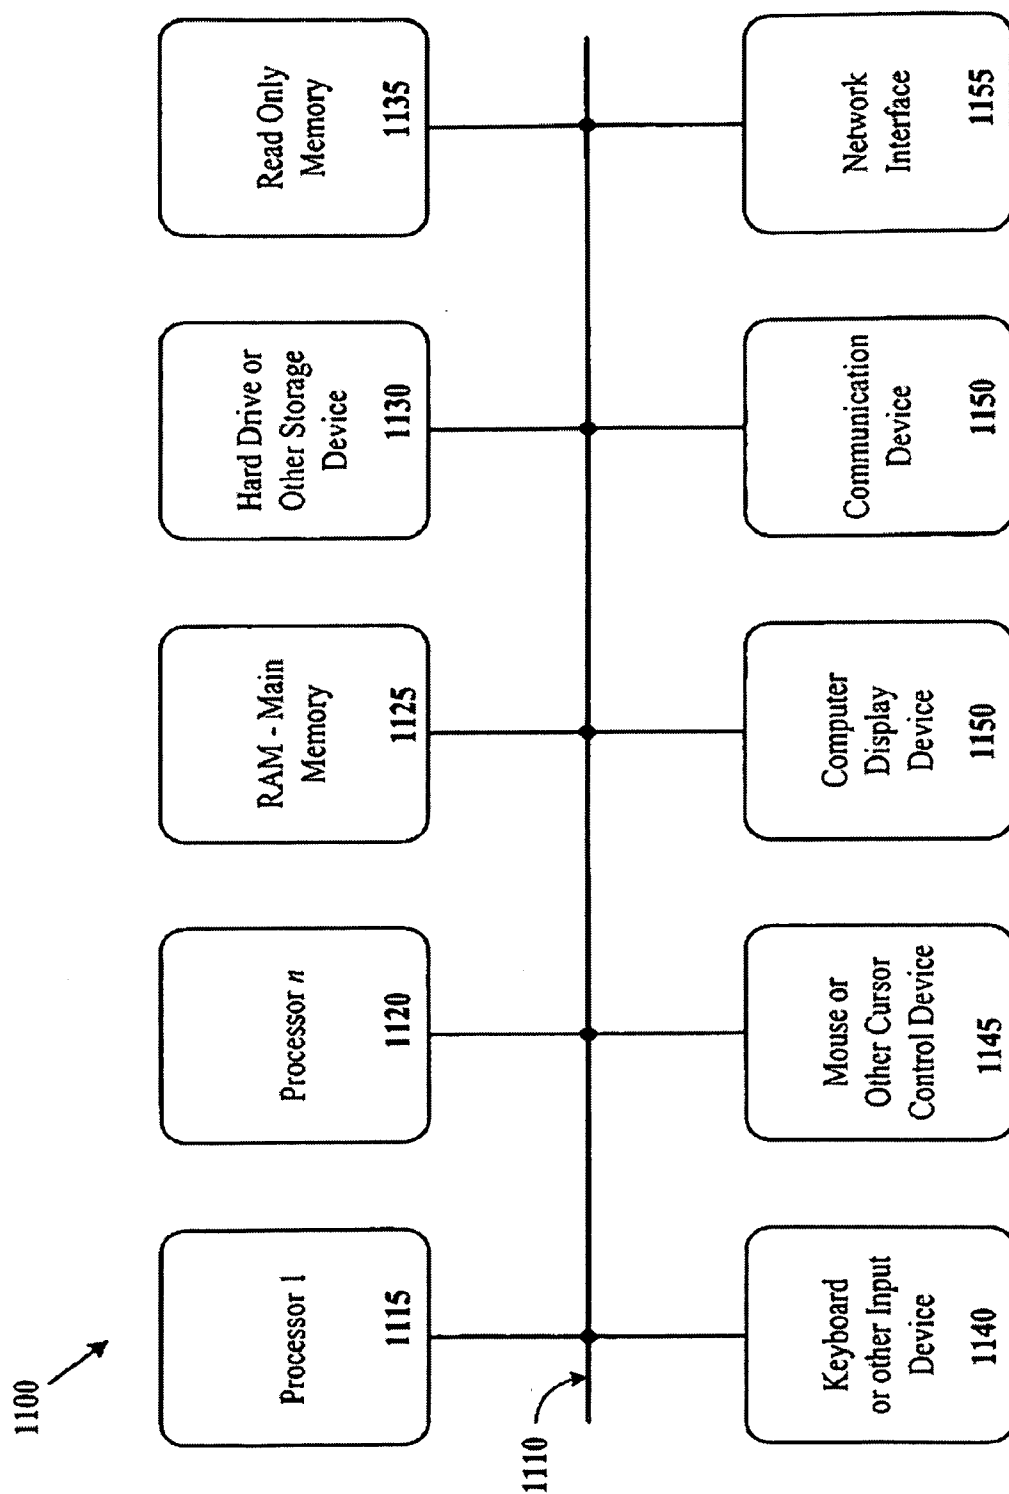 1100
Processor 1
1115
Processor n
1120
RAM - Main
Memory
1125
Hard Drive or
Other Storage
Device
1130
Read Only
Memory
1135
1110
Keyboard
or other Input
Device
1140
Mouse or
Other Cursor
Control Device
1145
Computer
Display
Device
1150
Communication
Device
1150
Network
Interface
1155